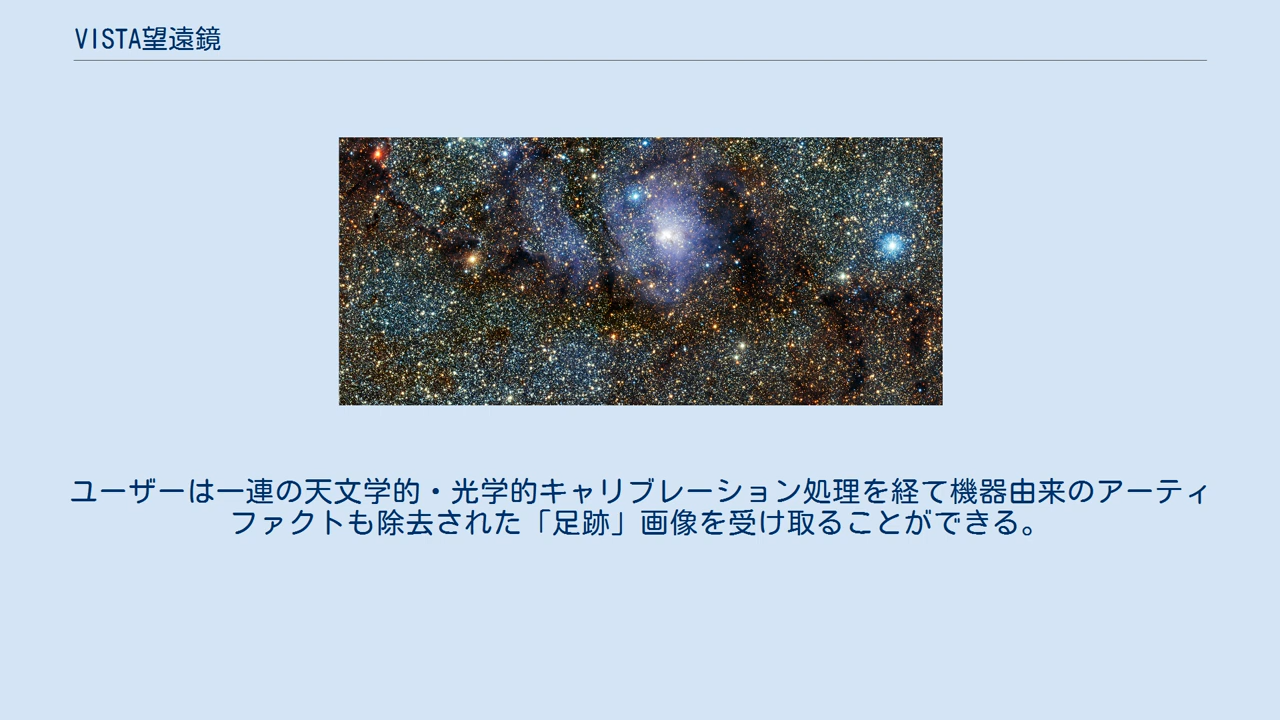 VISTA望遠鏡
ユーザーは一連の天文学的・光学的キャリブレーション処理を経て機器由来のアーティ
ファクトも除去された「足跡」画像を受け取ることができる。